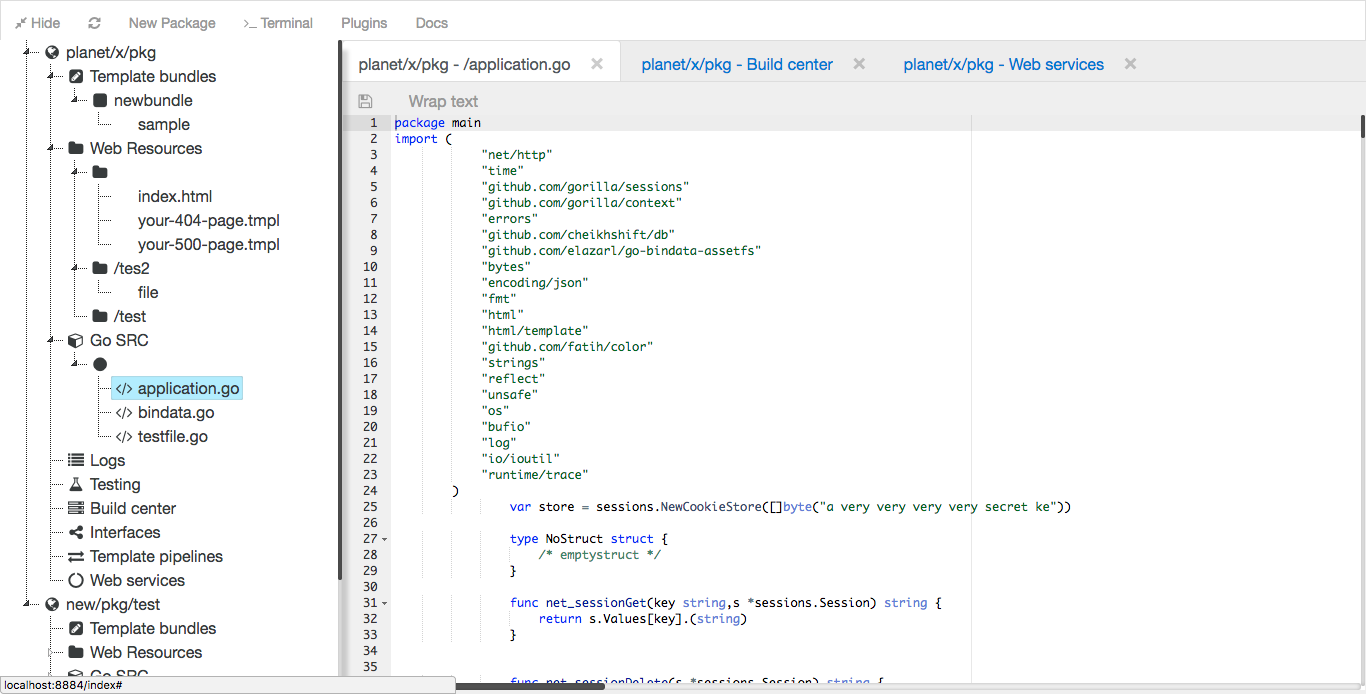 Hide New Package >_ Terminal Plugins Docs
planet/x/pkg
Template bundles
newbundle
sample
Web Resources
index.html
your-404-page.tmpl
your-500-page.tmpl
/tes2
file
/test
Go SRC
</> application.go
</> bindata.go
</> testfile.go
Logs
Testing
Build center
Interfaces
Template pipelines
Web services
new/pkg/test
Template bundles
Web Resources
Go SRC
localhost:8884/index#
planet/x/pkg - /application.go × planet/x/pkg - Build center × planet/x/pkg - Web services ×
Wrap text
1 package main
2 import (
3 "net/http"
4 "time"
5 "github.com/gorilla/sessions"
6 "github.com/gorilla/context"
7 "errors"
8 "github.com/cheikhshift/db"
9 "github.com/elazarl/go-bindata-assetfs"
10 "bytes"
11 "encoding/json"
12 "fmt"
13 "html"
14 "html/template"
15 "github.com/fatih/color"
16 "strings"
17 "reflect"
18 "unsafe"
19 "os"
20 "bufio"
21 "log"
22 "io/ioutil"
23 "runtime/trace"
24 )
25 var store = sessions.NewCookieStore([]byte("a very very very very secret ke"))
26
27 type NoStruct struct {
28 /* emptystruct */
29 }
30
31 func net_sessionGet(key string,s *sessions.Session) string {
32 return s.Values[key].(string)
33 }
34
35
func net_sessionDelete(s *sessions.Session) string {